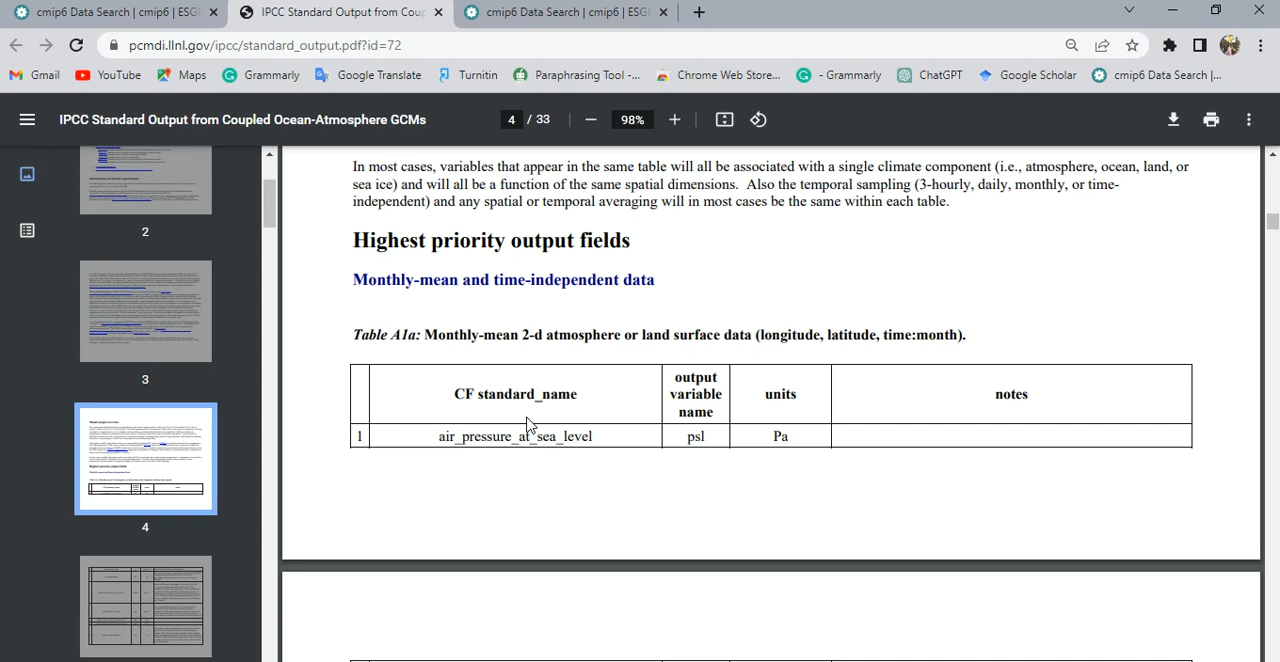 cmip6 Data Search | cmip6 | ESG
IPCC Standard Output from Coup
cmip6 Data Search | cmip6 | ESG
pcmdi.llnl.gov/ipcc/standard_output.pdf?id=72
Gmail
YouTube
Maps
Grammarly
Google Translate
Turnitin
Paraphrasing Tool -...
Chrome Web Store...
- Grammarly
ChatGPT
Google Scholar
cmip6 Data Search |...
IPCC Standard Output from Coupled Ocean-Atmosphere GCMs
4 / 33
98%
2
3
4
In most cases, variables that appear in the same table will all be associated with a single climate component (i.e., atmosphere, ocean, land, or
sea ice) and will all be a function of the same spatial dimensions. Also the temporal sampling (3-hourly, daily, monthly, or time-
independent) and any spatial or temporal averaging will in most cases be the same within each table.
Highest priority output fields
Monthly-mean and time-independent data
Table A1a: Monthly-mean 2-d atmosphere or land surface data (longitude, latitude, time:month).
CF standard_name
output
variable
name
units
notes
1
air_pressure_at_sea_level
psl
Pa